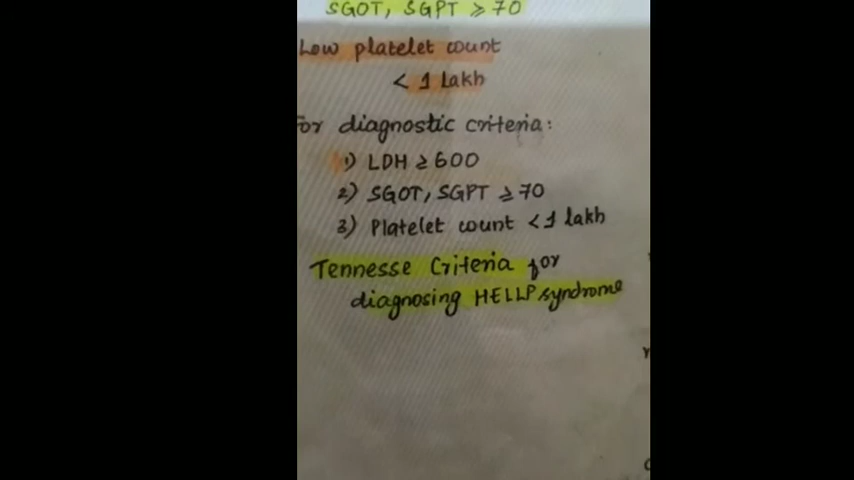 SGOT, SGPT ≥ 70
Low platelet count
< 1 Lakh
For diagnostic criteria:
1) LDH ≥ 600
2) SGOT, SGPT ≥ 70
3) Platelet count < 1 lakh
Tennesse Criteria for
diagnosing HELLP syndrome